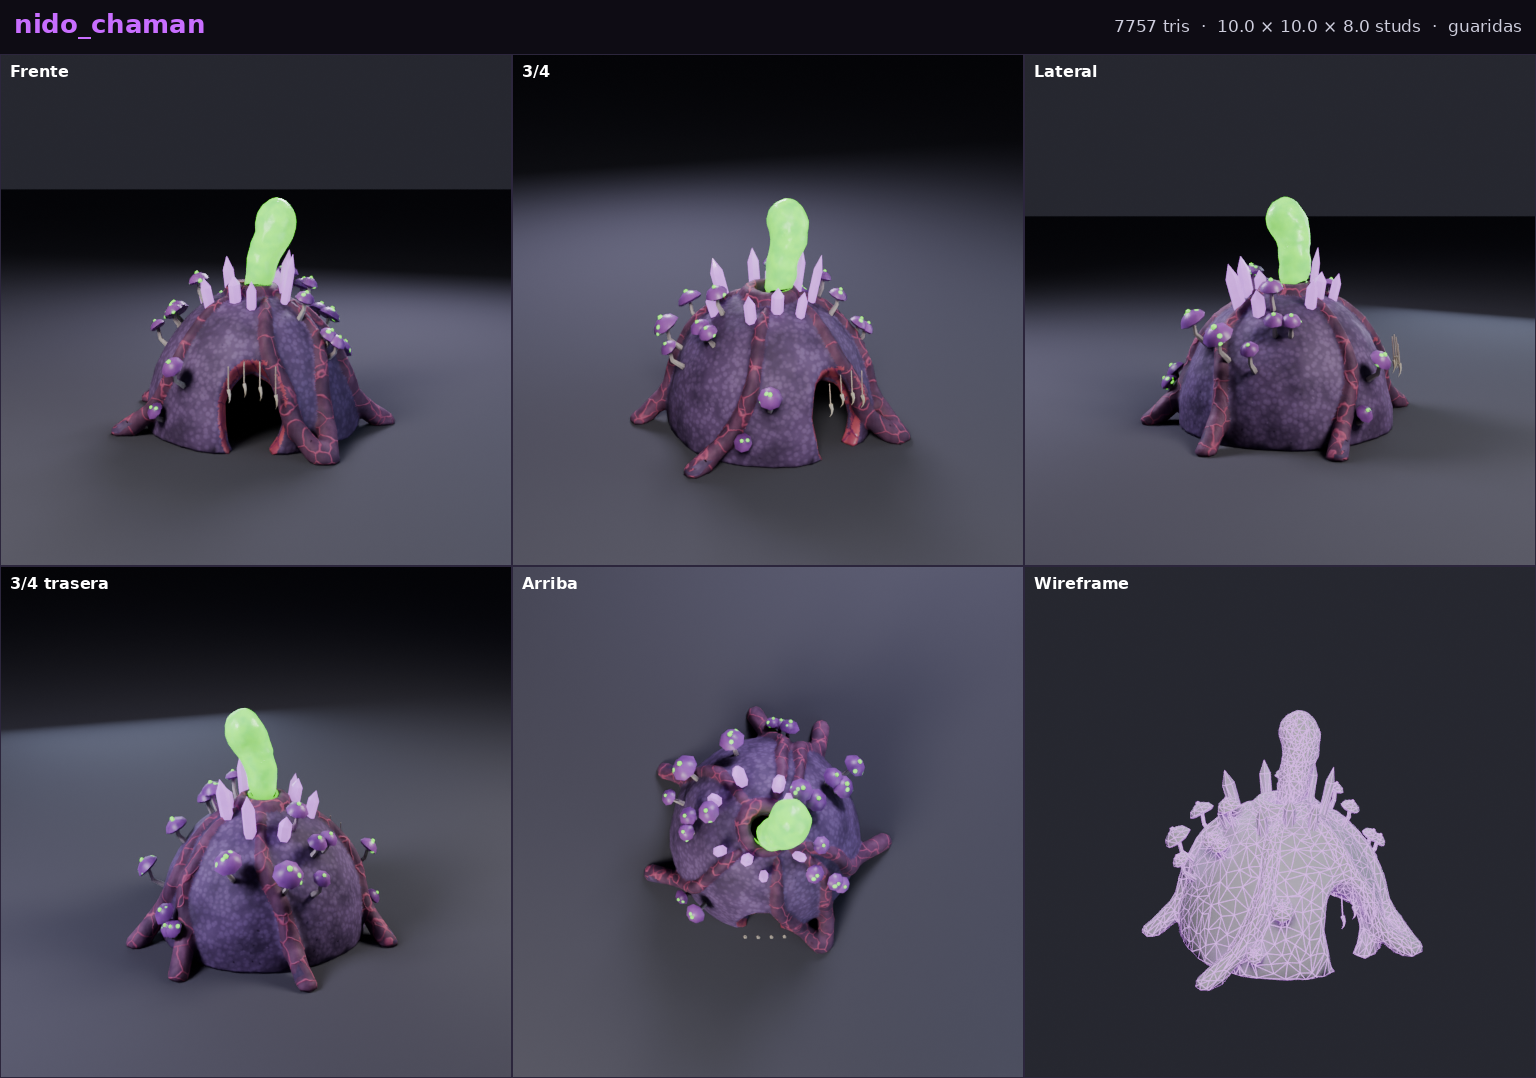 nido_chaman
7757 tris · 10.0 × 10.0 × 8.0 studs · guaridas
Frente
3/4
Lateral
3/4 trasera
Arriba
Wireframe